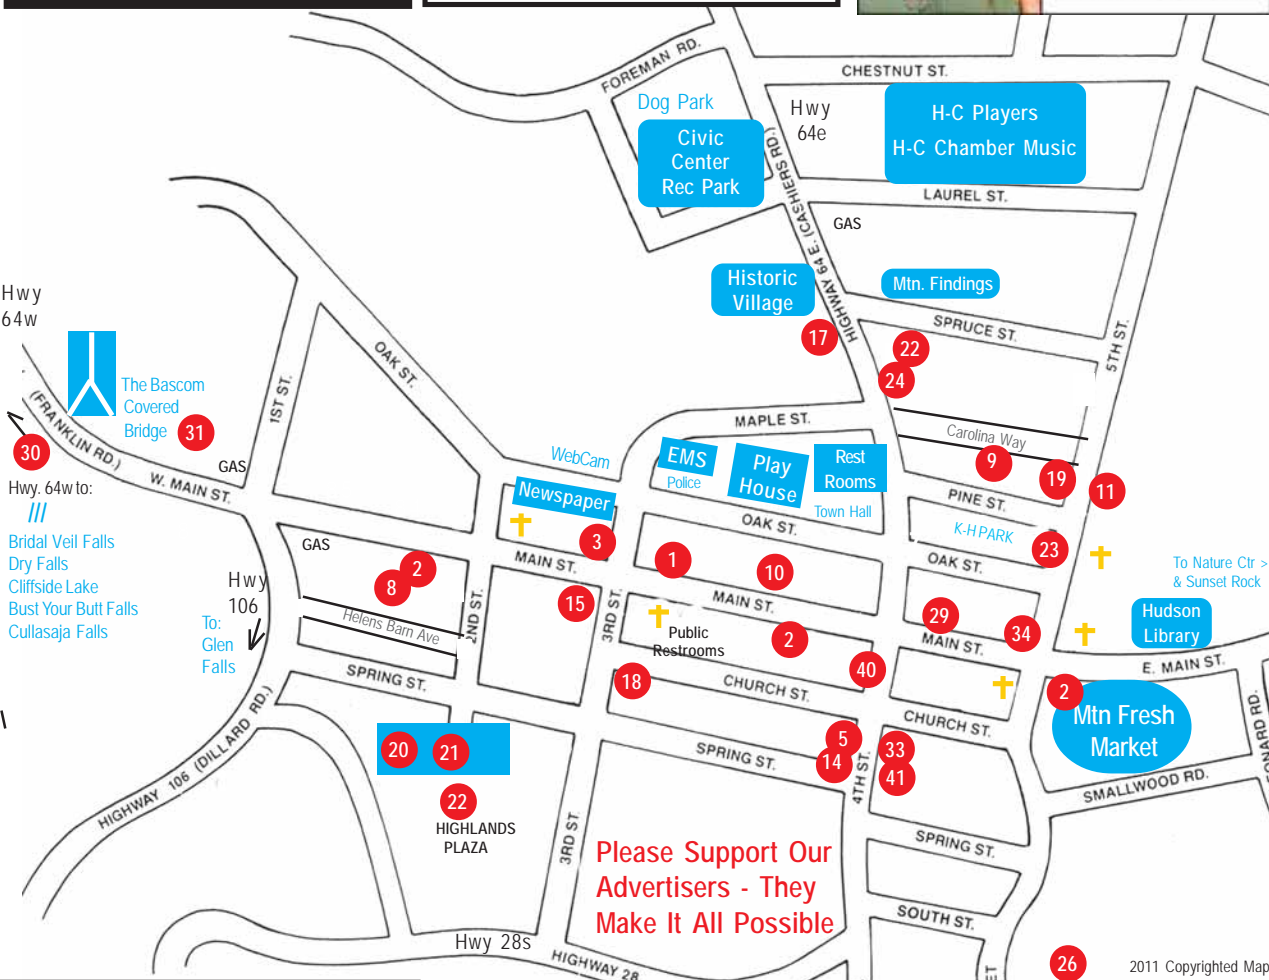 FOREMAN RD.
CHESTNUT ST.
Dog Park
Civic
Center
Rec Park
Hwy
64e
H-C Players
H-C Chamber Music
HIGHWAY 64 E. (CASHIERS RD.)
LAUREL ST.
GAS
Historic
Village
Mtn. Findings
Hwy
64w
SPRUCE ST.
5TH ST.
17
22
24
OAK ST.
1ST ST.
The Bascom
Covered
Bridge
31
(FRANKLIN RD.)
30
GAS
W. MAIN ST.
Hwy. 64w to:
///
Bridal Veil Falls
Dry Falls
Cliffside Lake
Bust Your Butt Falls
Cullasaja Falls
MAPLE ST.
Carolina Way
WebCam
EMS
Police
Play
House
Rest
Rooms
Town Hall
9
19
11
Newspaper
PINE ST.
OAK ST.
K-H PARK
23
3
GAS
MAIN ST.
1
10
OAK ST.
To Nature Ctr >
& Sunset Rock
2
8
Hwy
106
To:
Glen
Falls
Helens Barn Ave
2ND ST.
15
3RD ST.
MAIN ST.
Public
Restrooms
2
29
34
MAIN ST.
Hudson
Library
E. MAIN ST.
SPRING ST.
18
CHURCH ST.
40
2
Mtn Fresh
Market
HIGHWAY 106 (DILLARD RD.)
20
21
22
HIGHLANDS
PLAZA
SPRING ST.
5
14
4TH ST.
33
41
CHURCH ST.
SMALLWOOD RD.
3RD ST.
Please Support Our
Advertisers - They
Make It All Possible
SPRING ST.
SOUTH ST.
Hwy 28s
HIGHWAY 28
26
2011 Copyrighted Map